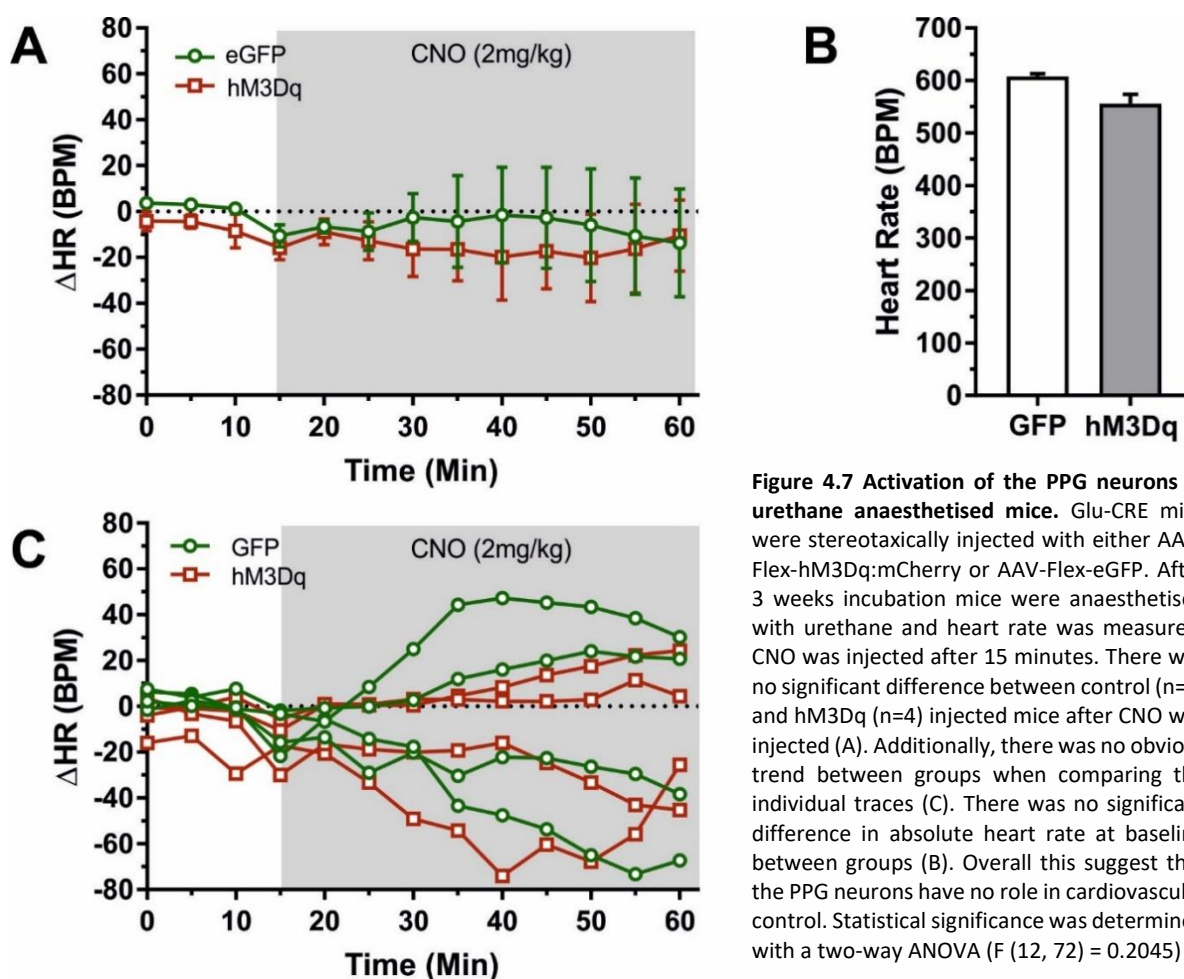 A
80
60
40
20
0
-20
-40
-60
-80
ΔHR (BPM)
eGFP
hM3Dq
CNO (2mg/kg)
0 10 20 30 40 50 60
Time (Min)
B
700
600
500
400
300
200
100
0
Heart Rate (BPM)
GFP hM3Dq
C
80
60
40
20
0
-20
-40
-60
-80
ΔHR (BPM)
GFP
hM3Dq
CNO (2mg/kg)
0 10 20 30 40 50 60
Time (Min)
Figure 4.7 Activation of the PPG neurons
urethane anaesthetised mice. Glu-CRE mi
were stereotaxically injected with either AA
Flex-hM3Dq:mCherry or AAV-Flex-eGFP. Aft
3 weeks incubation mice were anaesthetise
with urethane and heart rate was measure
CNO was injected after 15 minutes. There w
no significant difference between control (n=
and hM3Dq (n=4) injected mice after CNO w
injected (A). Additionally, there was no obvio
trend between groups when comparing th
individual traces (C). There was no significa
difference in absolute heart rate at baselin
between groups (B). Overall this suggest th
the PPG neurons have no role in cardiovascul
control. Statistical significance was determine
with a two-way ANOVA (F (12, 72) = 0.2045)